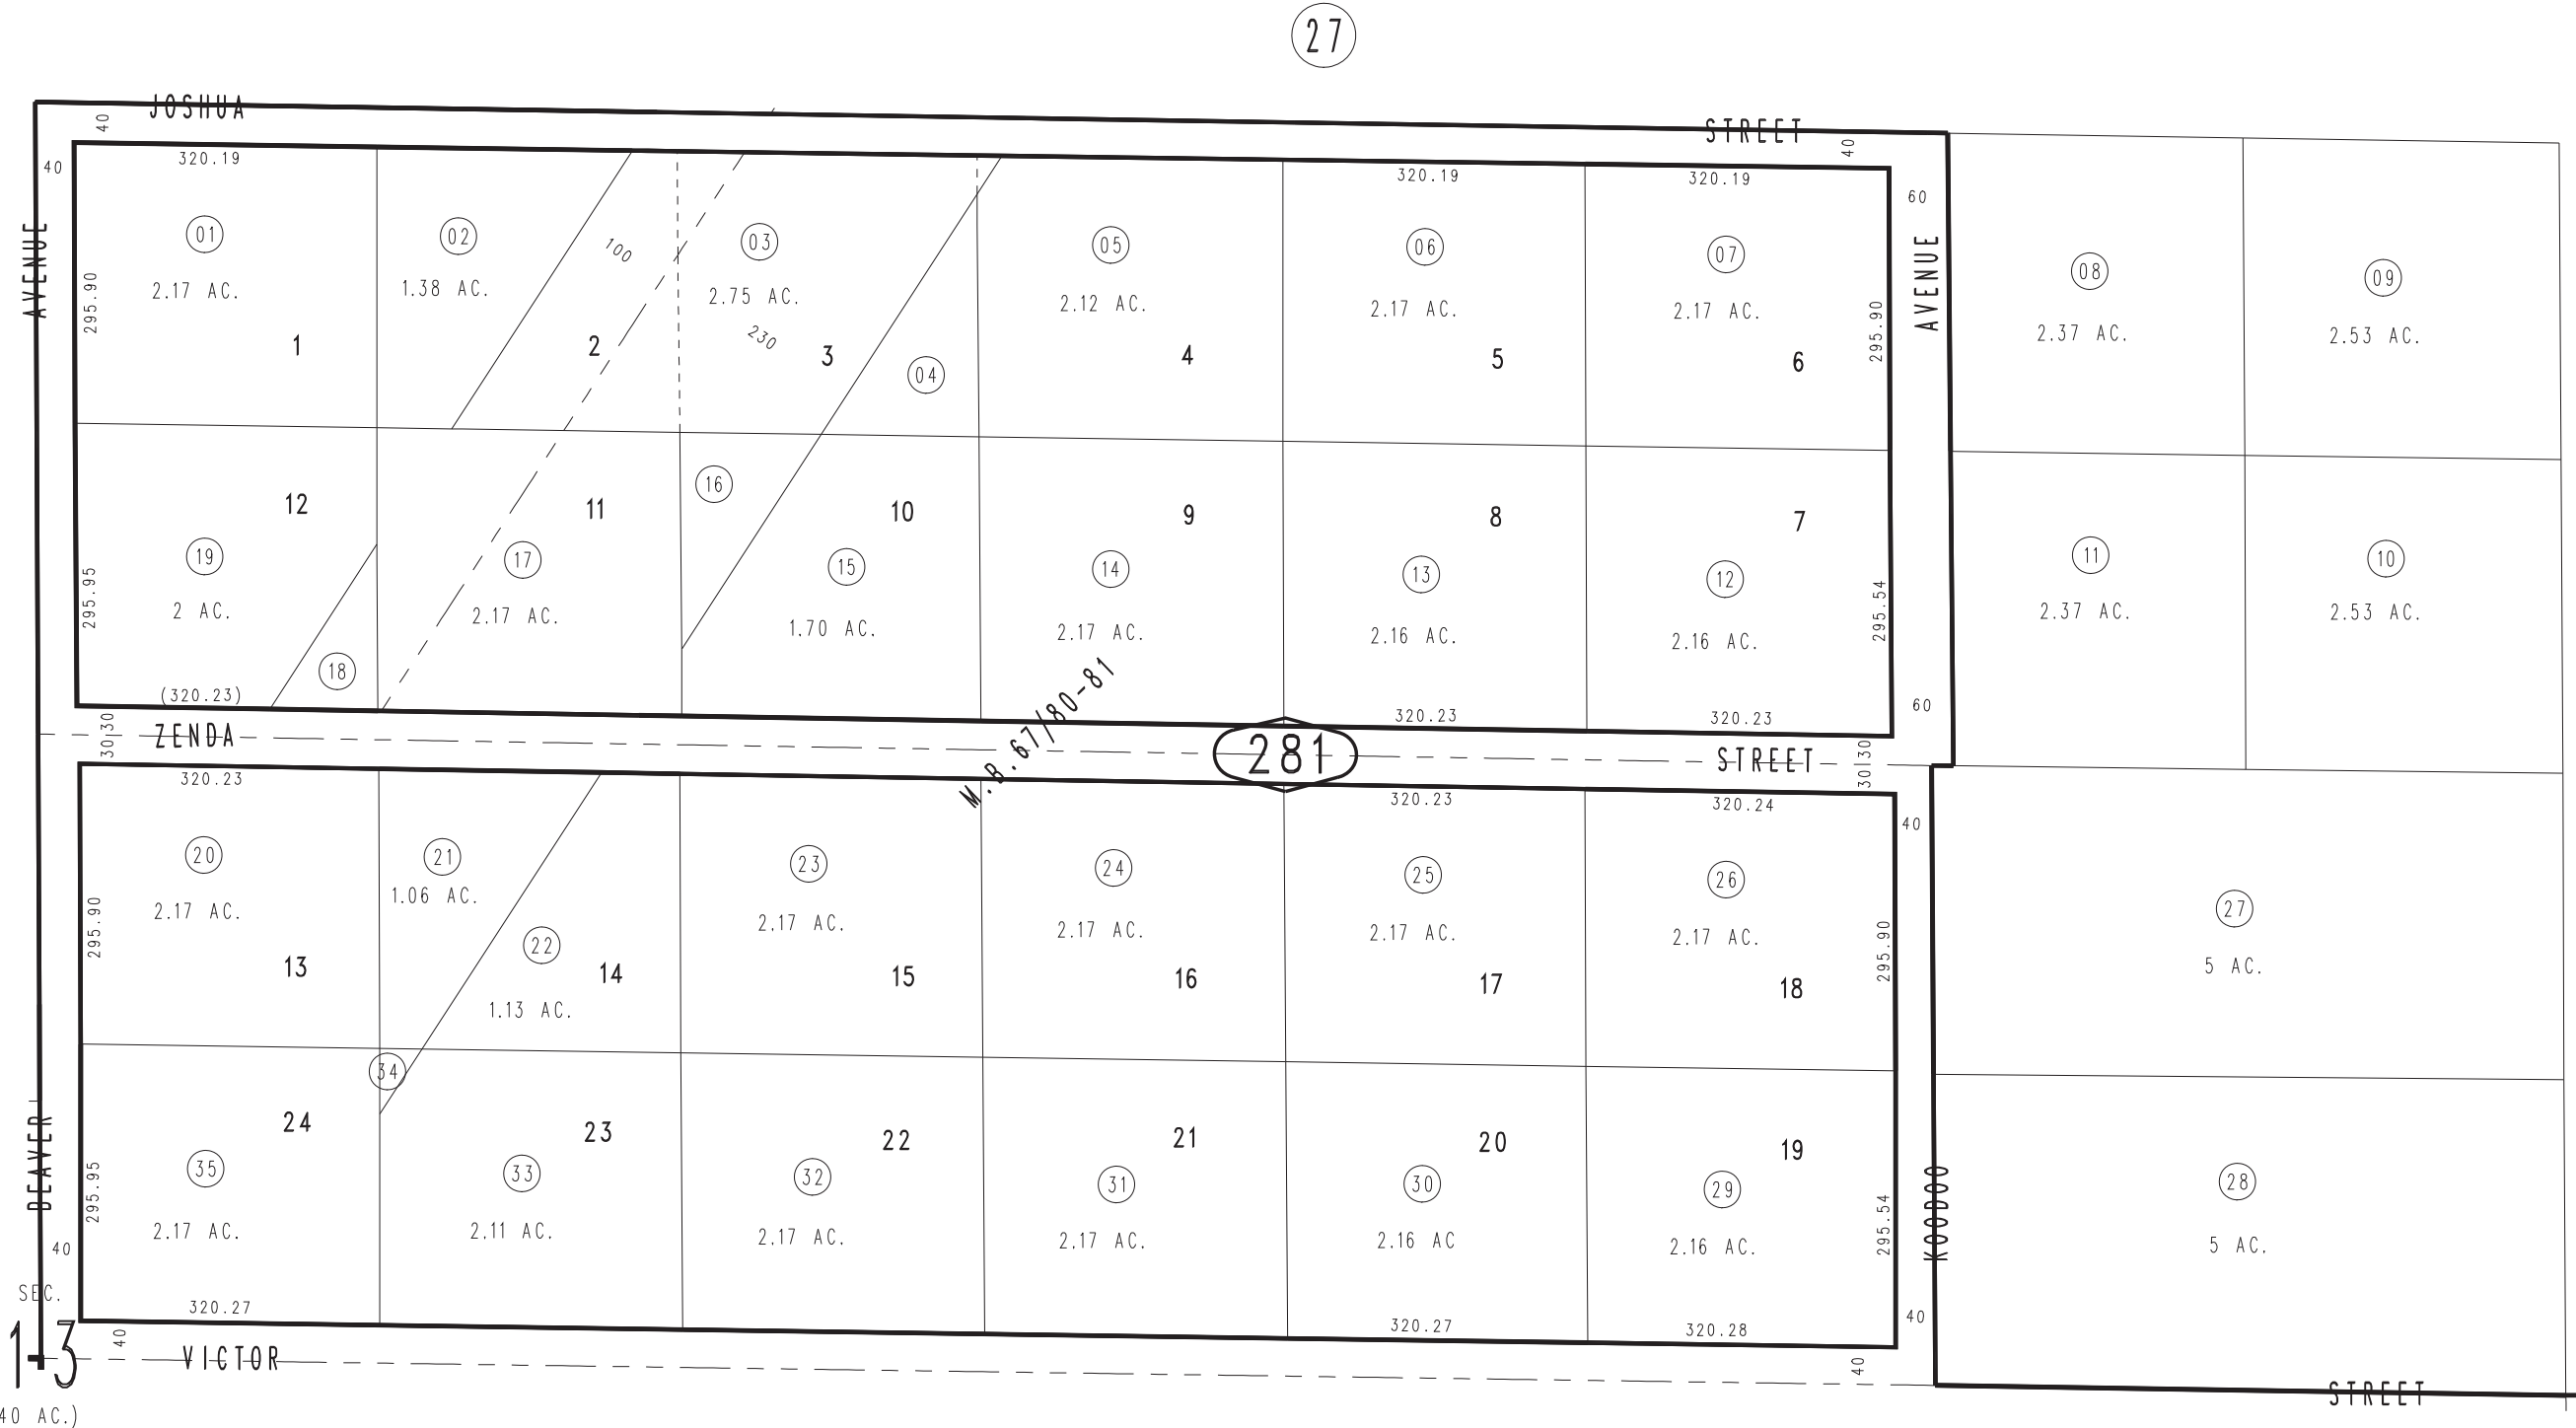 27
JOSHUA STREET
40 40
40 320.19 320.19 320.19 60
AVENUE AVENUE
01 02 03 05 06 07 08 09
100
2.17 AC. 1.38 AC. 2.75 AC. 2.12 AC. 2.17 AC. 2.17 AC. 2.37 AC. 2.53 AC.
295.90 230 295.90
1 2 3 4 5 6
04
16
12 11 10 9 8 7
19 17 15 14 13 12 11 10
295.95 2 AC. 2.17 AC. 1.70 AC. 2.17 AC. 2.16 AC. 2.16 AC. 295.54 2.37 AC. 2.53 AC.
18
(320.23) 320.23 320.23 60
30 30 ZENDA M.B.67/80-81 281 STREET 30 30
320.23 320.23 320.24 40
20 21 23 24 25 26 27
1.06 AC.
295.90 2.17 AC. 2.17 AC. 2.17 AC. 2.17 AC. 2.17 AC. 295.90
22
13 14 15 16 17 18 5 AC.
1.13 AC.
34
DEAVER 24 23 22 21 20 19 KODOO
35 33 32 31 30 29 28
295.95 2.17 AC. 2.11 AC. 2.17 AC. 2.17 AC. 2.16 AC 2.16 AC. 295.54 5 AC.
40
SEC.
320.27 320.27 320.28 40
13 40 VICTOR 40 STREET
40 AC.)